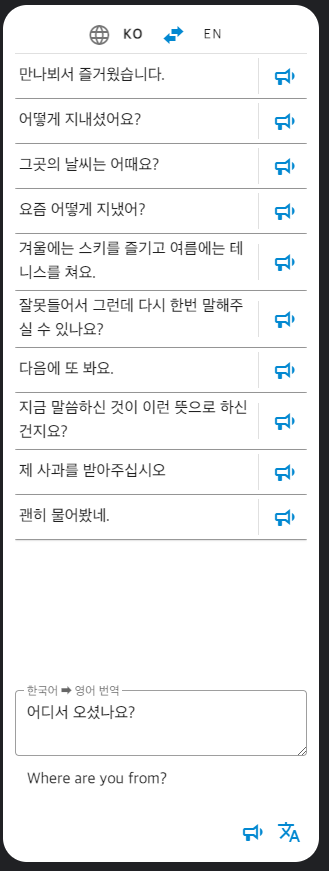 KO EN
만나뵈서 즐거웠습니다.
어떻게 지내셨어요?
그곳의 날씨는 어때요?
요즘 어떻게 지냈어?
겨울에는 스키를 즐기고 여름에는 테
니스를 쳐요.
잘못들어서 그런데 다시 한번 말해주
실 수 있나요?
다음에 또 봐요.
지금 말씀하신 것이 이런 뜻으로 하신
건지요?
제 사과를 받아주십시오
괜히 물어봤네.
한국어 ➡ 영어 번역
어디서 오셨나요?
Where are you from?